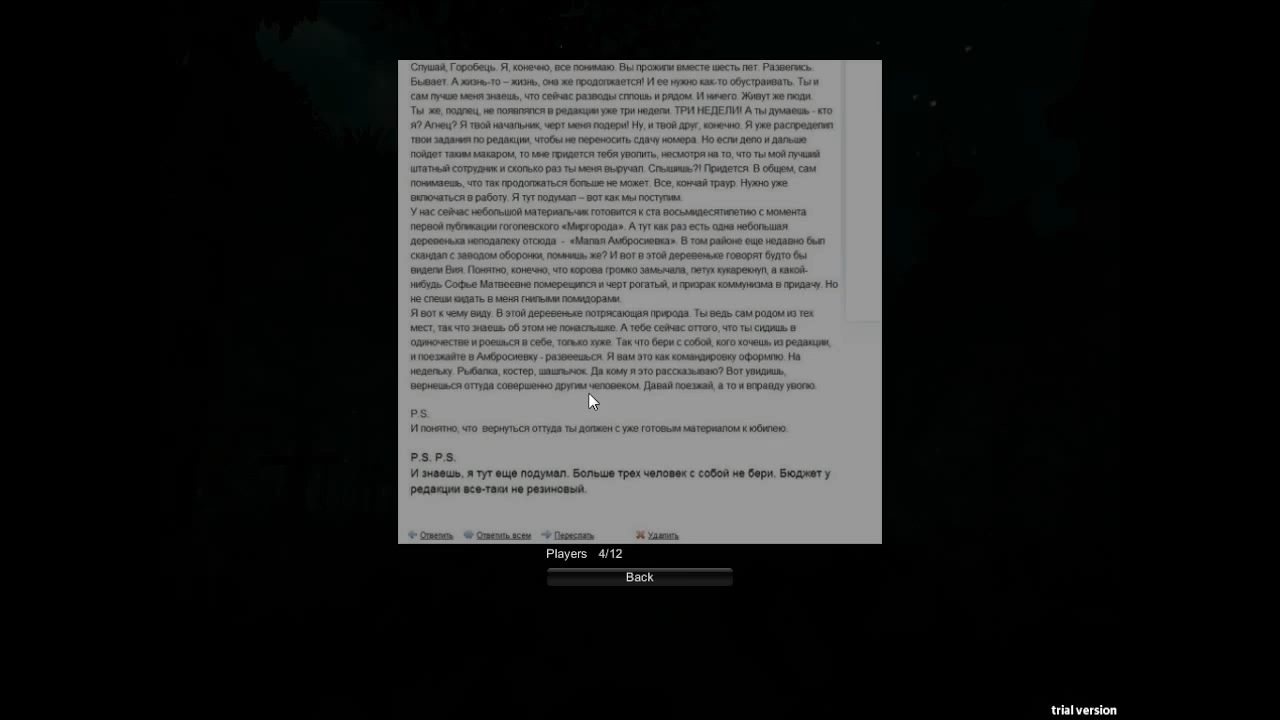 Слушай, Горобець. Я, конечно, все понимаю. Вы прожили вместе шесть лет. Развелись.
Бывает. А жизнь-то – жизнь, она же продолжается! И ее нужно как-то обустраивать. Ты и
сам лучше меня знаешь, что сейчас разводы сплошь и рядом. И ничего. Живут же люди.
Ты  же, подлец, не появлялся в редакции уже три недели. ТРИ НЕДЕЛИ! А ты думаешь - кто
я? Агнец? Я твой начальник, черт меня подери! Ну, и твой друг, конечно. Я уже распределил
твои задания по редакции, чтобы не переносить сдачу номера. Но если дело и дальше
пойдет таким макаром, то мне придется тебя уволить, несмотря на то, что ты мой лучший
штатный сотрудник и сколько раз ты меня выручал. Слышишь?! Придется. В общем, сам
понимаешь, что так продолжаться больше не может. Все, кончай траур. Нужно уже
включаться в работу. Я тут подумал – вот как мы поступим.
У нас сейчас небольшой материальчик готовится к ста восьмидесятилетию с момента
первой публикации гоголевского «Миргорода». А тут как раз есть одна небольшая
деревенька неподалеку отсюда  -  «Малая Амбросиевка». В том районе еще недавно был
скандал с заводом оборонки, помнишь же? И вот в этой деревеньке говорят будто бы
видели Вия. Понятно, конечно, что корова громко замычала, петух кукарекнул, а какой-
нибудь Софье Матвеевне померещился и черт рогатый, и призрак коммунизма в придачу. Но
не спеши кидать в меня гнилыми помидорами.
Я вот к чему виду. В этой деревеньке потрясающая природа. Ты ведь сам родом из тех
мест, так что знаешь об этом не понаслышке. А тебе сейчас оттого, что ты сидишь в
одиночестве и роешься в себе, только хуже. Так что бери с собой, кого хочешь из редакции,
и поезжайте в Амбросиевку - развеешься. Я вам это как командировку оформлю. На
недельку. Рыбалка, костер, шашлычок. Да кому я это рассказываю? Вот увидишь,
вернешься оттуда совершенно другим человеком. Давай поезжай, а то и вправду уволю.
P.S.
И понятно, что  вернуться оттуда ты должен с уже готовым материалом к юбилею.
P.S. P.S.
И знаешь, я тут еще подумал. Больше трех человек с собой не бери. Бюджет у
редакции все-таки не резиновый.
Ответить Ответить всем Переслать Удалить
Players 4/12
Back
trial version